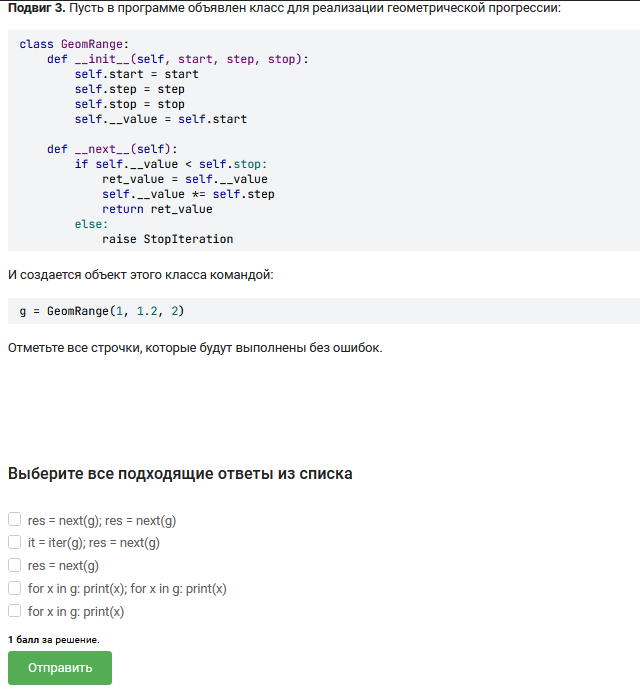 Подвиг 3. Пусть в программе объявлен класс для реализации геометрической прогрессии:
class GeomRange:
    def __init__(self, start, step, stop):
        self.start = start
        self.step = step
        self.stop = stop
        self.__value = self.start

    def __next__(self):
        if self.__value < self.stop:
            ret_value = self.__value
            self.__value *= self.step
            return ret_value
        else:
            raise StopIteration
И создается объект этого класса командой:
g = GeomRange(1, 1.2, 2)
Отметьте все строчки, которые будут выполнены без ошибок.
Выберите все подходящие ответы из списка
res = next(g); res = next(g)
it = iter(g); res = next(g)
res = next(g)
for x in g: print(x); for x in g: print(x)
for x in g: print(x)
1 балл за решение.
Отправить